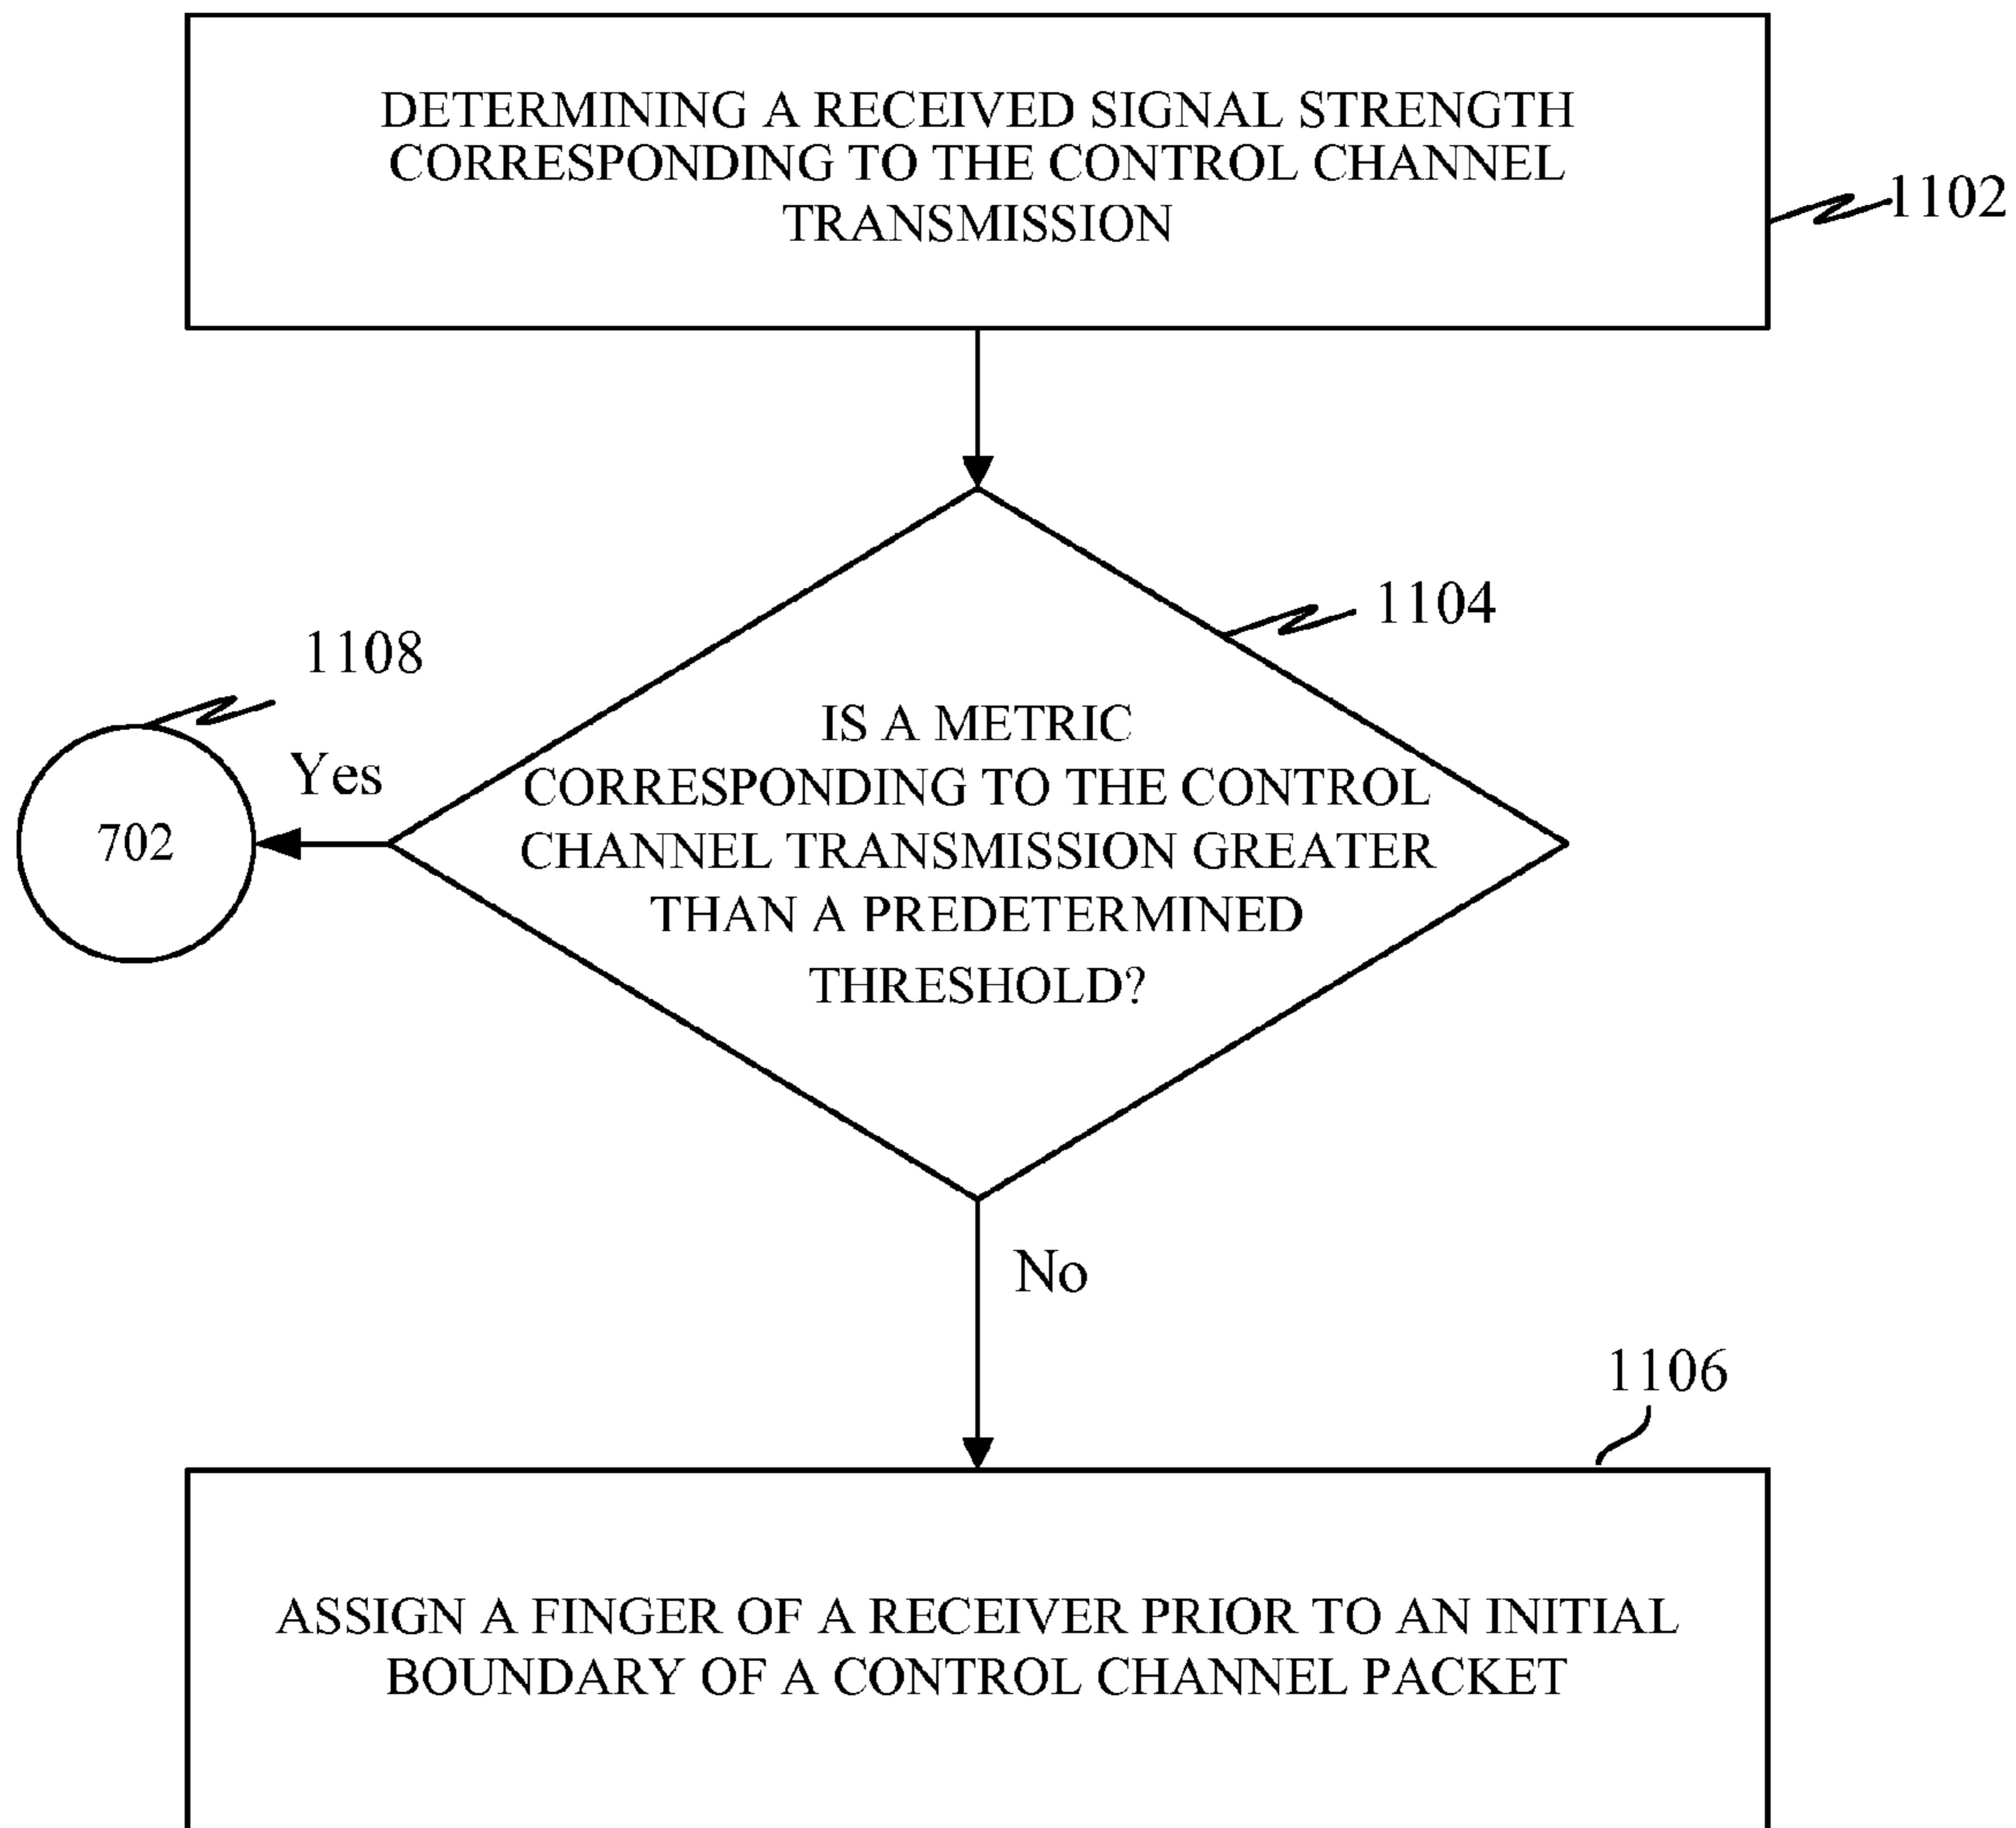 DETERMINING A RECEIVED SIGNAL STRENGTH
CORRESPONDING TO THE CONTROL CHANNEL
TRANSMISSION
1102
1104
1108
IS A METRIC
CORRESPONDING TO THE CONTROL
CHANNEL TRANSMISSION GREATER
THAN A PREDETERMINED
THRESHOLD?
Yes
702
No
1106
ASSIGN A FINGER OF A RECEIVER PRIOR TO AN INITIAL
BOUNDARY OF A CONTROL CHANNEL PACKET